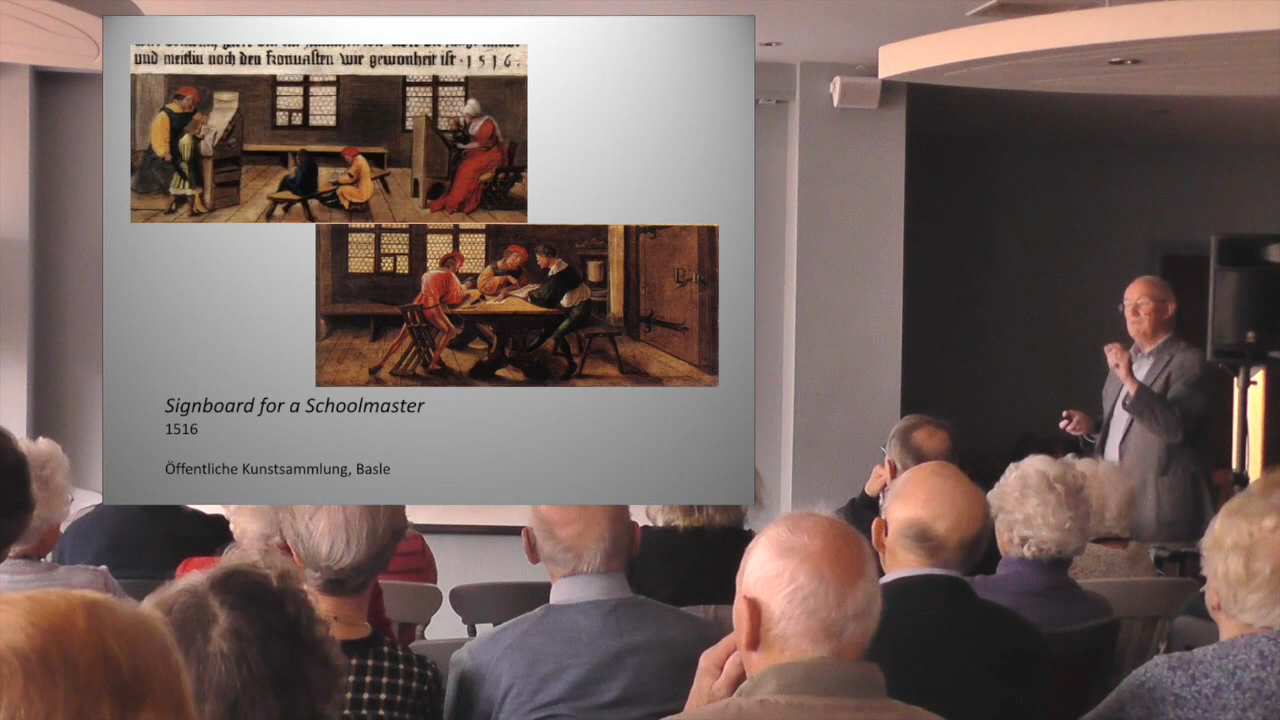 und meitlin noch den fronuasten wie gewonheit ist · 1516 ·
Signboard for a Schoolmaster
1516
Öffentliche Kunstsammlung, Basle